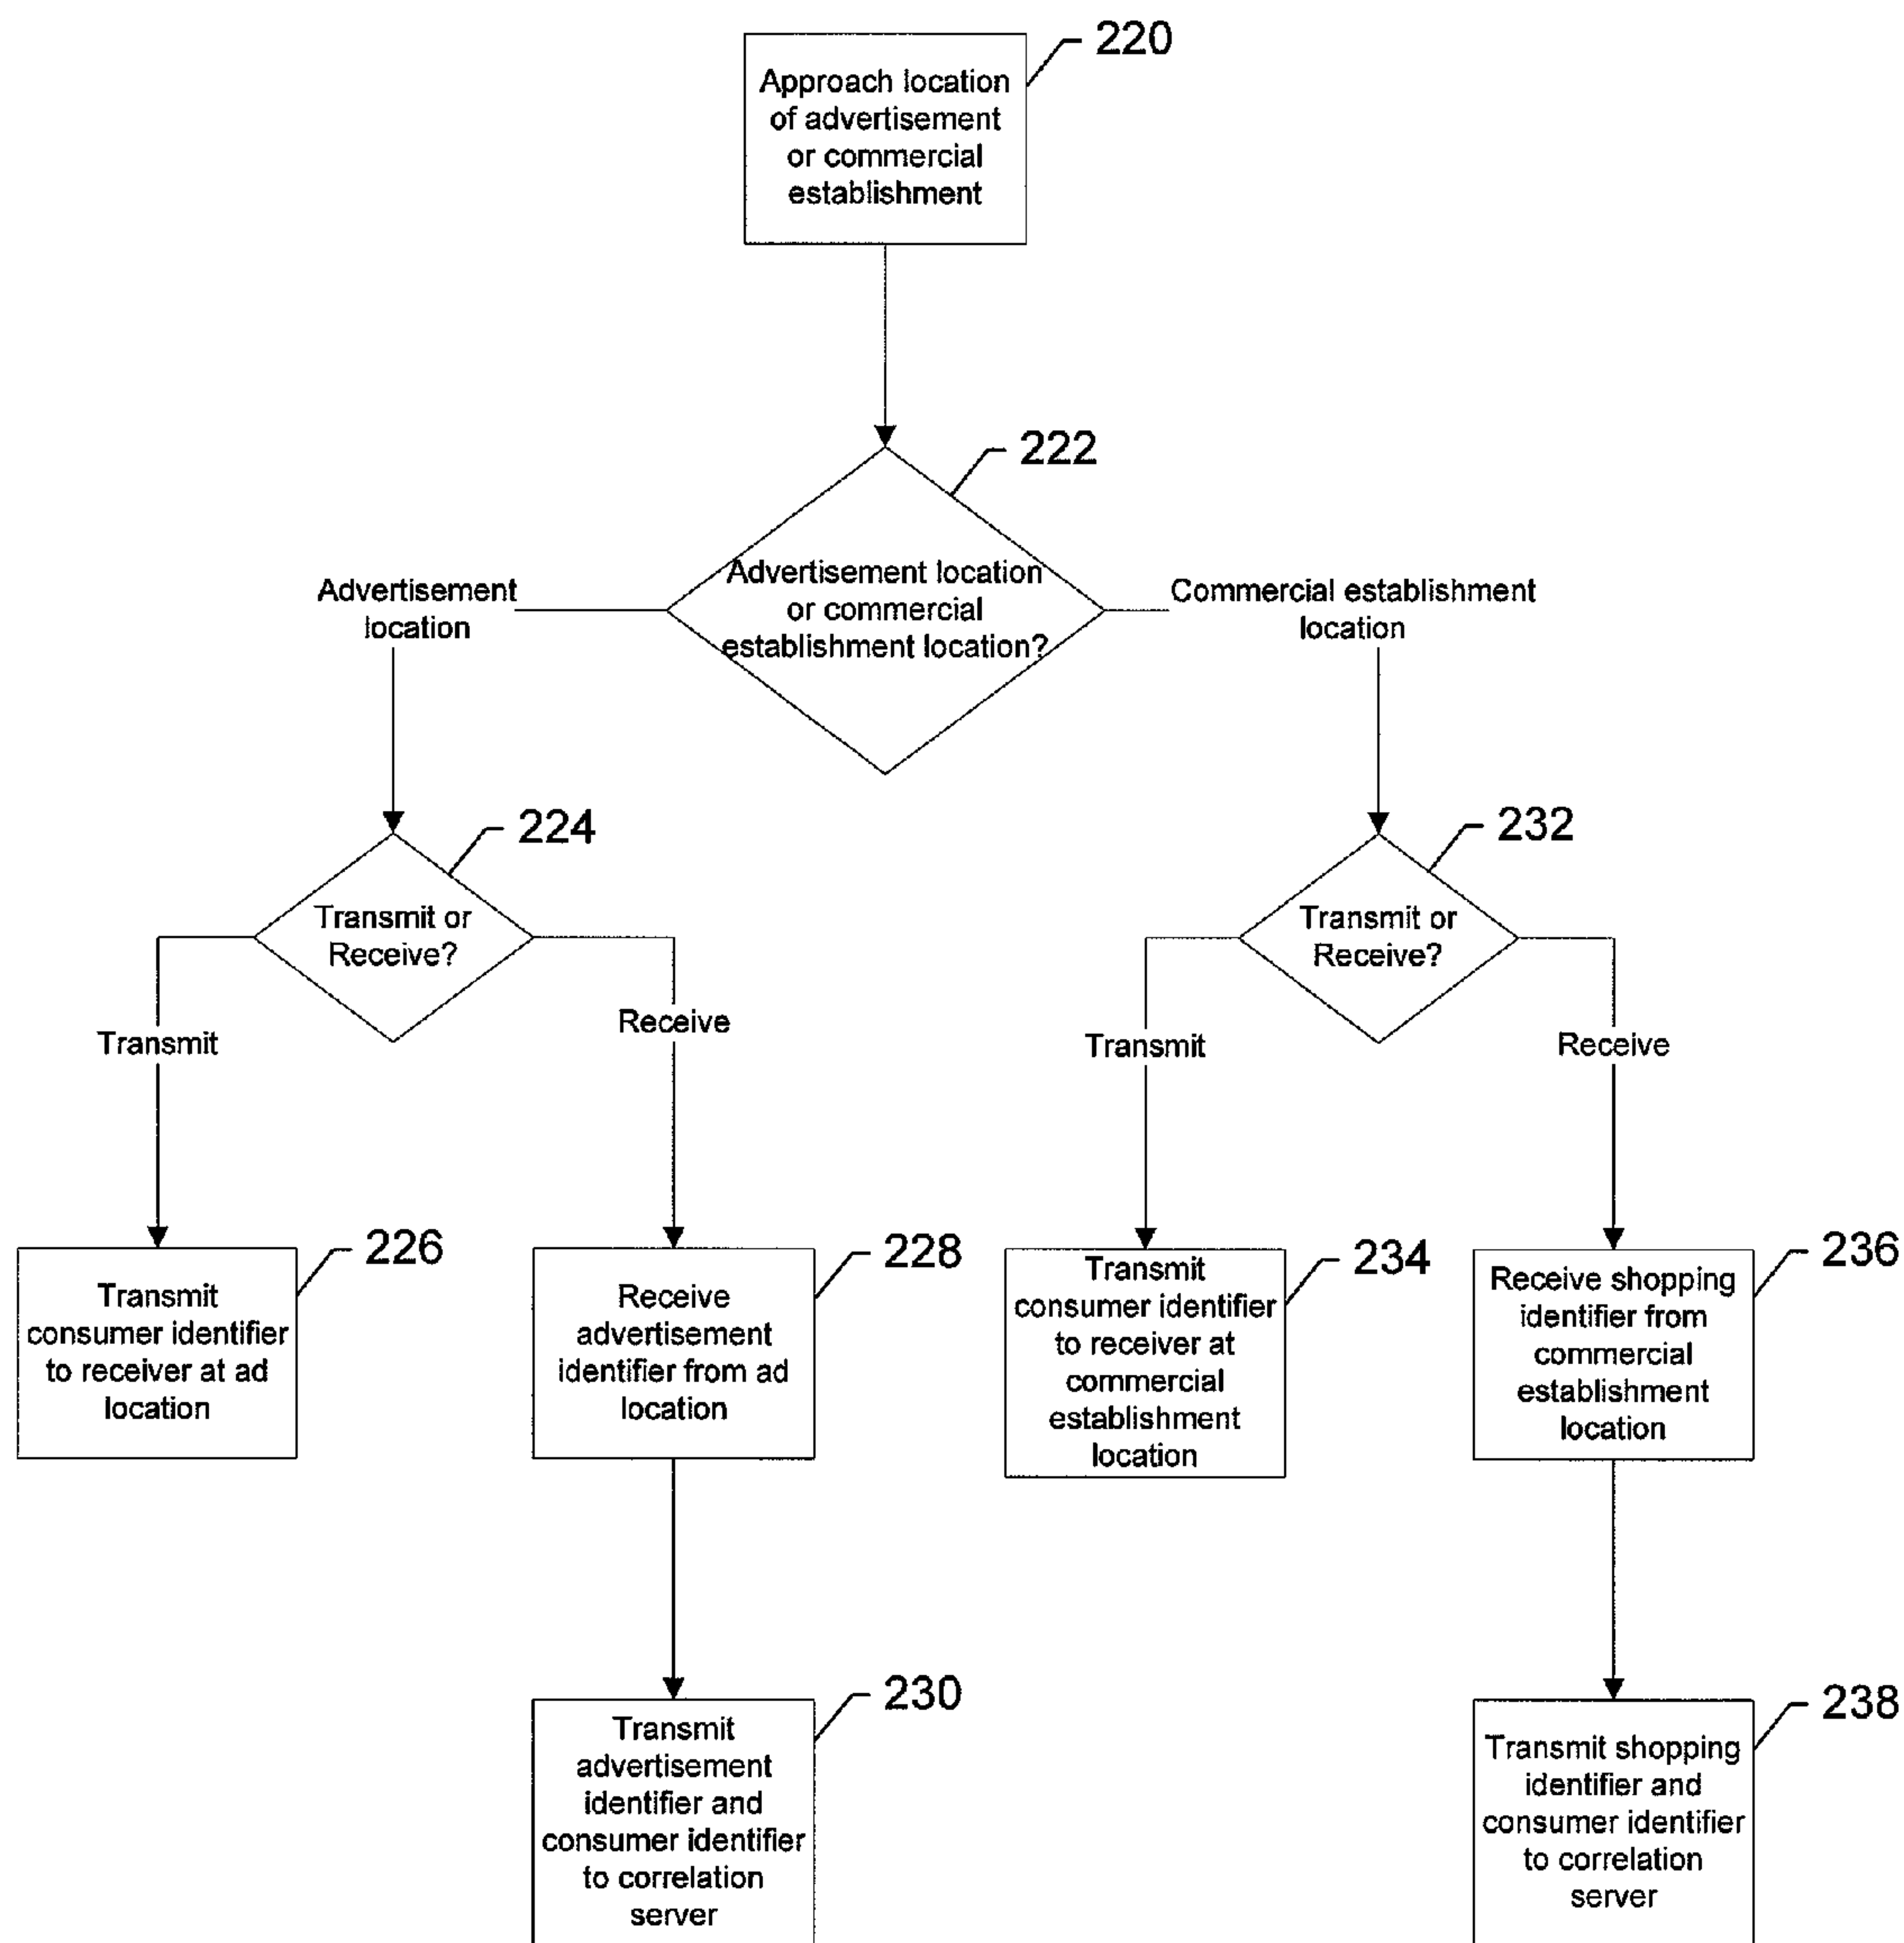 220
Approach location
of advertisement
or commercial
establishment
222
Advertisement location
or commercial
establishment location?
Advertisement
location
Commercial establishment
location
224
Transmit or
Receive?
232
Transmit or
Receive?
Transmit
Receive
Transmit
Receive
226
Transmit
consumer identifier
to receiver at ad
location
228
Receive
advertisement
identifier from ad
location
234
Transmit
consumer identifier
to receiver at
commercial
establishment
location
236
Receive shopping
identifier from
commercial
establishment
location
230
Transmit
advertisement
identifier and
consumer identifier
to correlation
server
238
Transmit shopping
identifier and
consumer identifier
to correlation
server